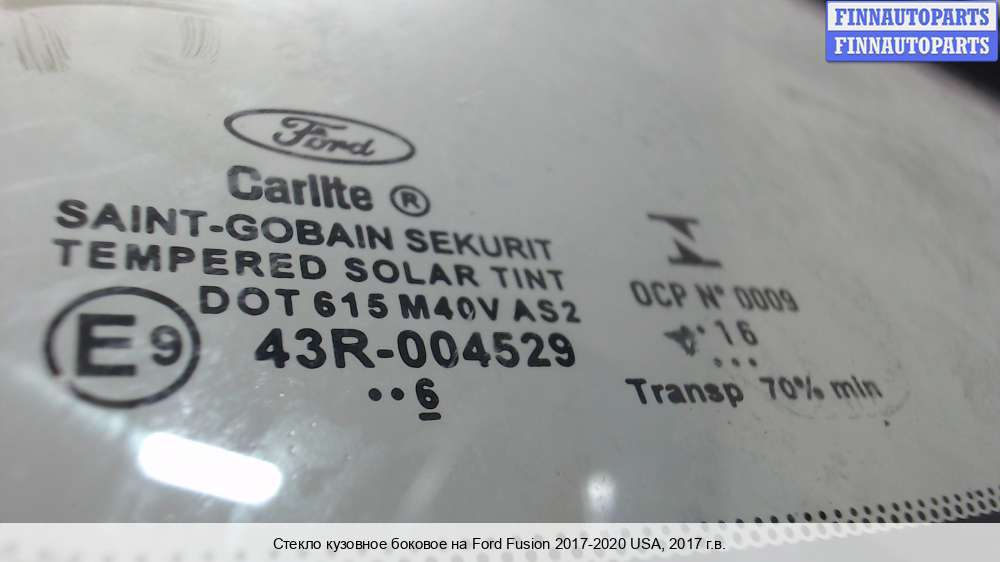 FINNAUTOPARTS
FINNAUTOPARTS
Ford
Carlite ®
SAINT-GOBAIN SEKURIT
TEMPERED SOLAR TINT
DOT 615 M40V AS2
E9
43R-004529
••6
OCP N° 0009
• 16
•••
Transp 70% min
Стекло кузовное боковое на Ford Fusion 2017-2020 USA, 2017 г.в.